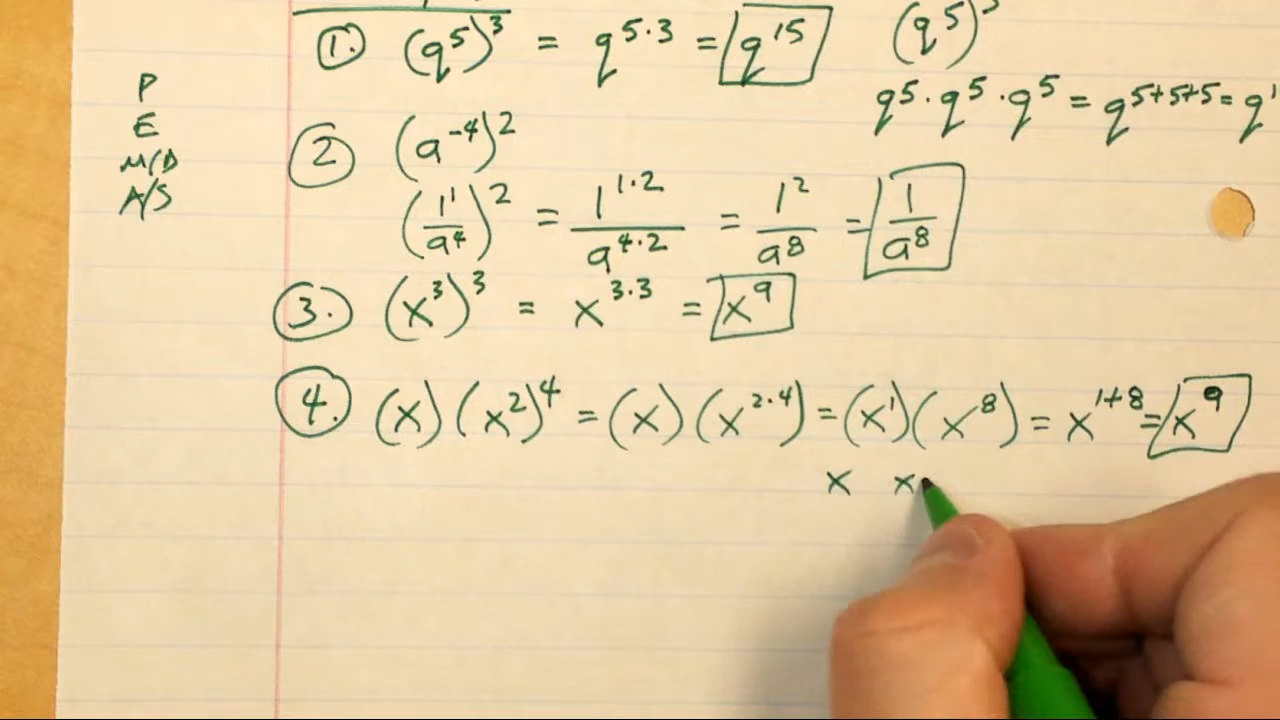 1. (q⁵)³ = q⁵·³ = q¹⁵
(q⁵)
q⁵·q⁵·q⁵ = q⁵⁺⁵⁺⁵ = q
P
E
M/D
A/S
2 (a⁻⁴)²
(1¹/a⁴)² = 1¹·²/a⁴·² = 1²/a⁸ = 1/a⁸
3. (x³)³ = x³·³ = x⁹
4. (x)(x²)⁴ = (x)(x²·⁴) = (x¹)(x⁸) = x¹⁺⁸ = x⁹
x x